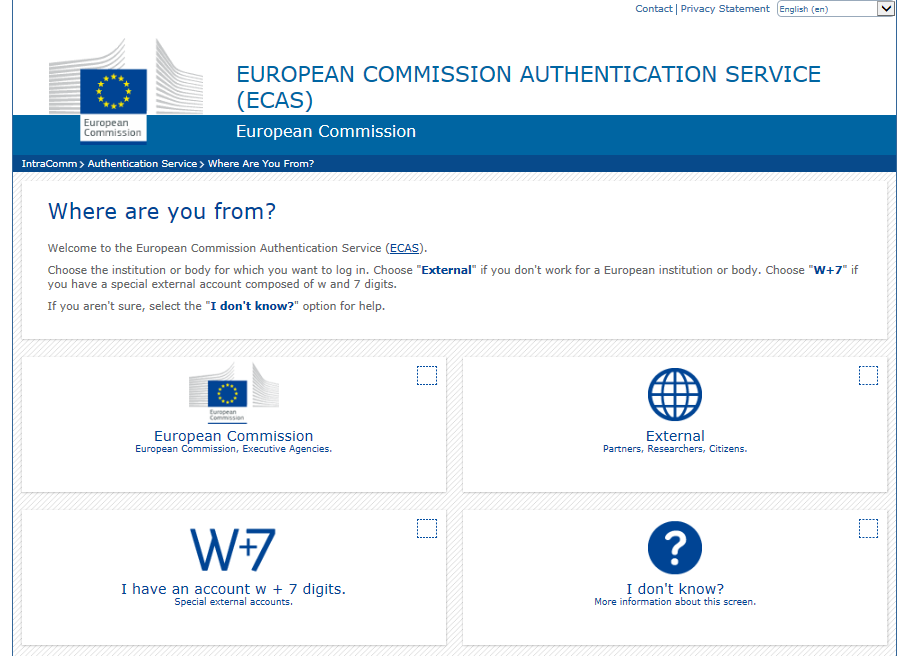 Contact | Privacy Statement English (en)
EUROPEAN COMMISSION AUTHENTICATION SERVICE
(ECAS)
European
Commission
European Commission
IntraComm > Authentication Service > Where Are You From?
Where are you from?
Welcome to the European Commission Authentication Service (ECAS).
Choose the institution or body for which you want to log in. Choose "External" if you don't work for a European institution or body. Choose "W+7" if
you have a special external account composed of w and 7 digits.
If you aren't sure, select the "I don't know?" option for help.
European
Commission
European Commission
European Commission, Executive Agencies.
External
Partners, Researchers, Citizens.
W+7
I have an account w + 7 digits.
Special external accounts.
?
I don't know?
More information about this screen.